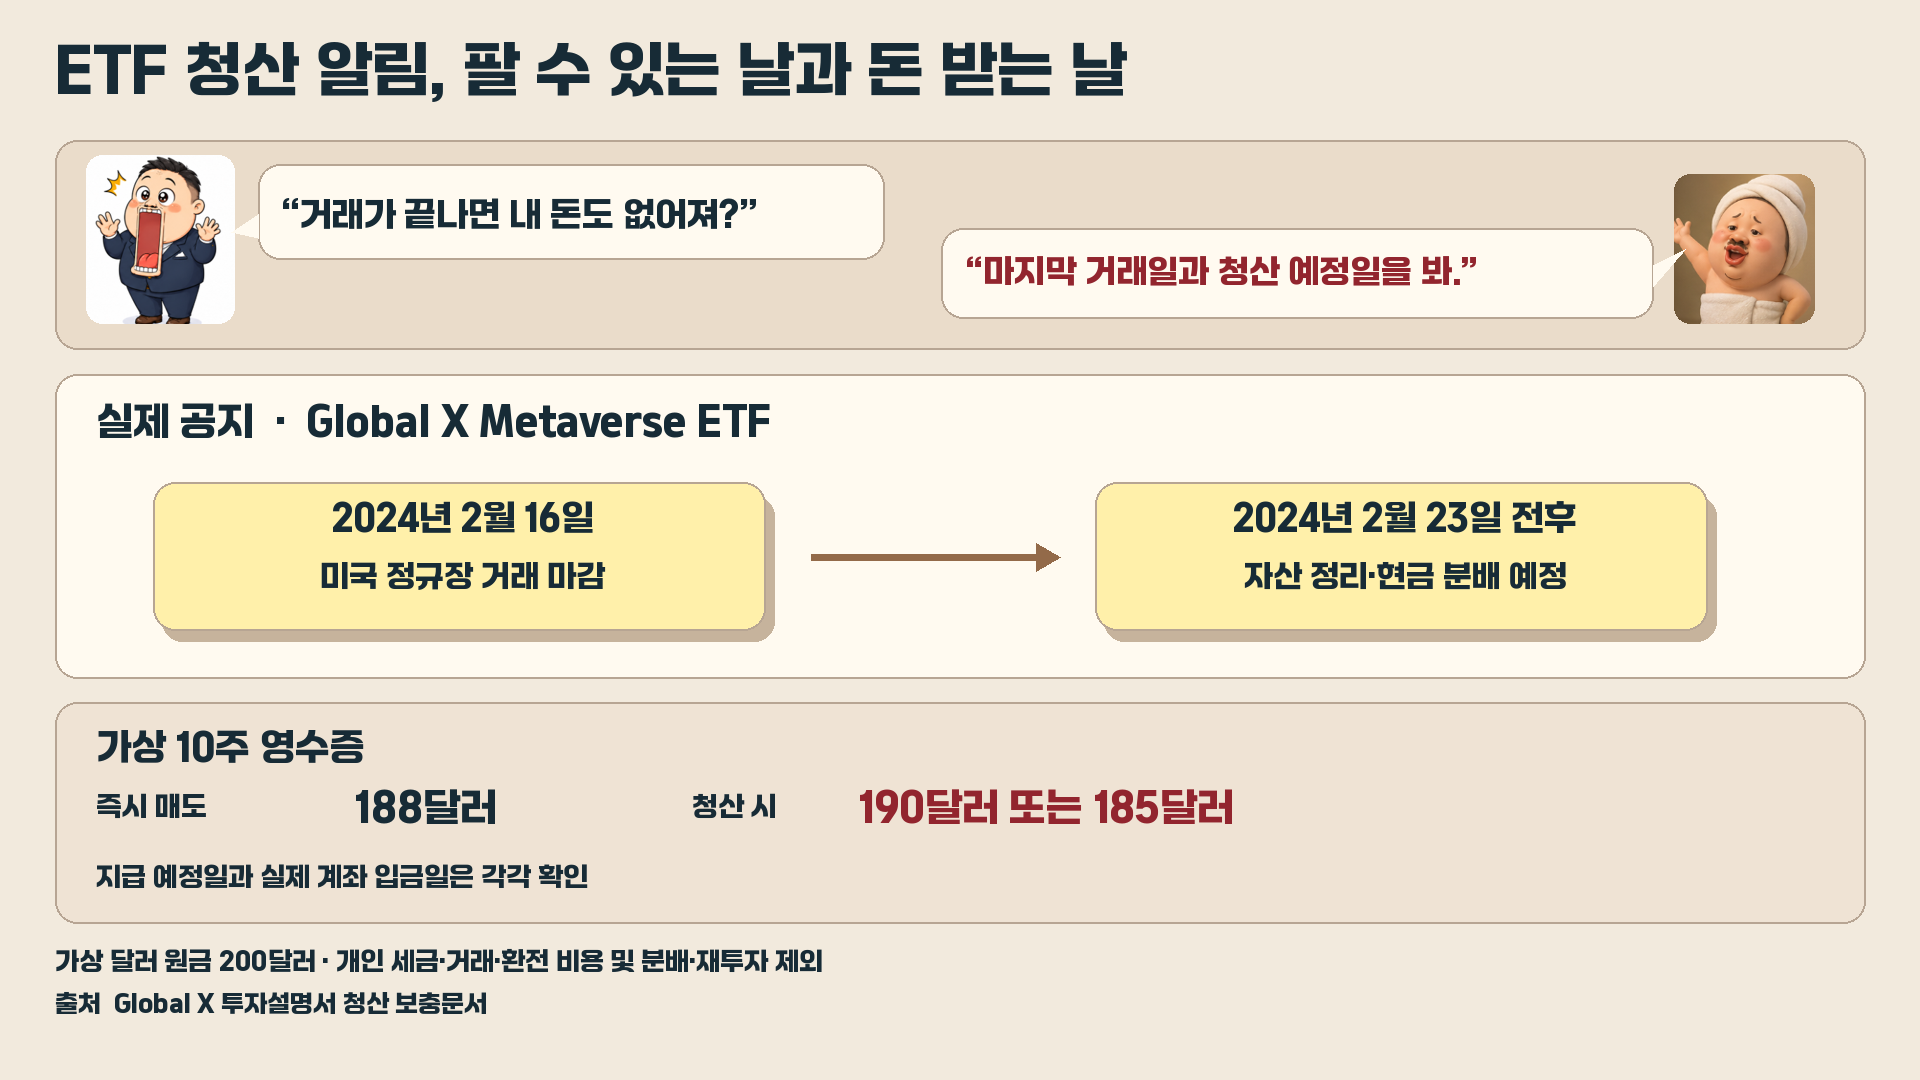 ETF 청산 알림, 팔 수 있는 날과 돈 받는 날
“거래가 끝나면 내 돈도 없어져?”
“마지막 거래일과 청산 예정일을 봐.”
실제 공지 · Global X Metaverse ETF
2024년 2월 16일
미국 정규장 거래 마감
2024년 2월 23일 전후
자산 정리·현금 분배 예정
가상 10주 영수증
즉시 매도 188달러 청산 시 190달러 또는 185달러
지급 예정일과 실제 계좌 입금일은 각각 확인
가상 달러 원금 200달러 · 개인 세금·거래·환전 비용 및 분배·재투자 제외
출처 Global X 투자설명서 청산 보충문서